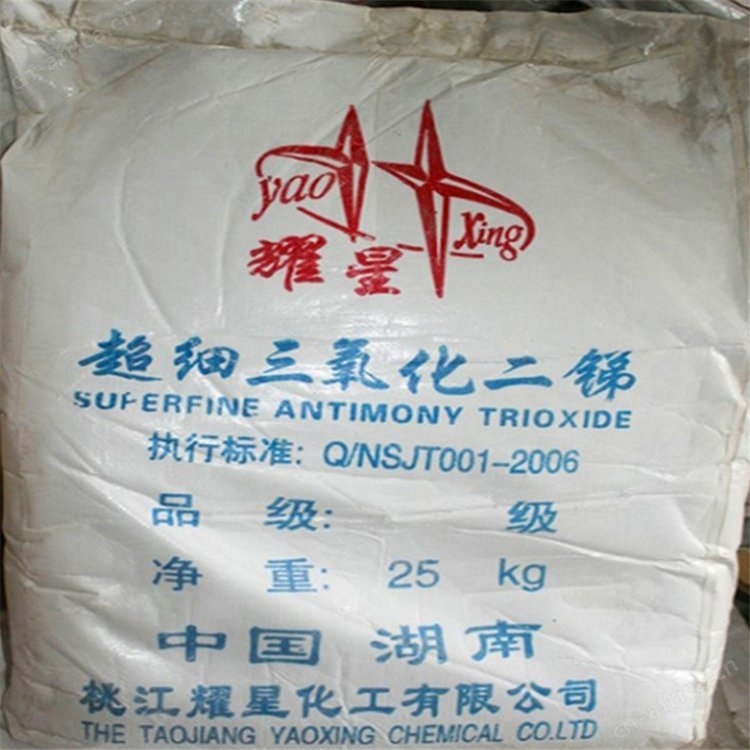 yao Xing
耀星
超细三氧化二锑
SUPERFINE ANTIMONY TRIOXIDE
执行标准: Q/NSJT001-2006
品 级: 级
净 重: 25 kg
中国 湖南
桃江耀星化工有限公司
THE TAOJIANG YAOXING CHEMICAL CO.LTD